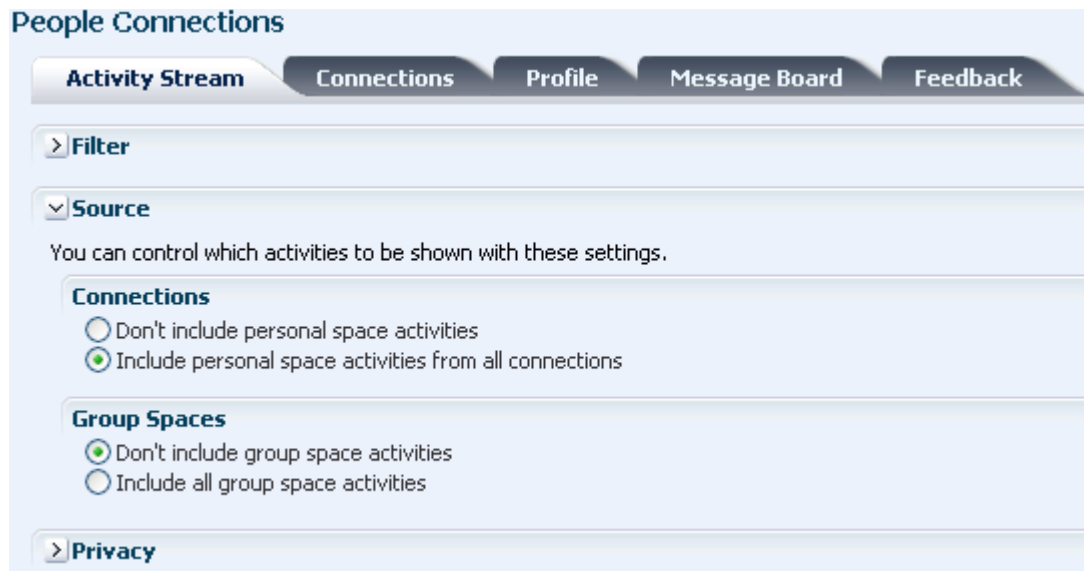 People Connections
Activity Stream Connections Profile Message Board Feedback
Filter
Source
You can control which activities to be shown with these settings.
Connections
Don't include personal space activities
Include personal space activities from all connections
Group Spaces
Don't include group space activities
Include all group space activities
Privacy